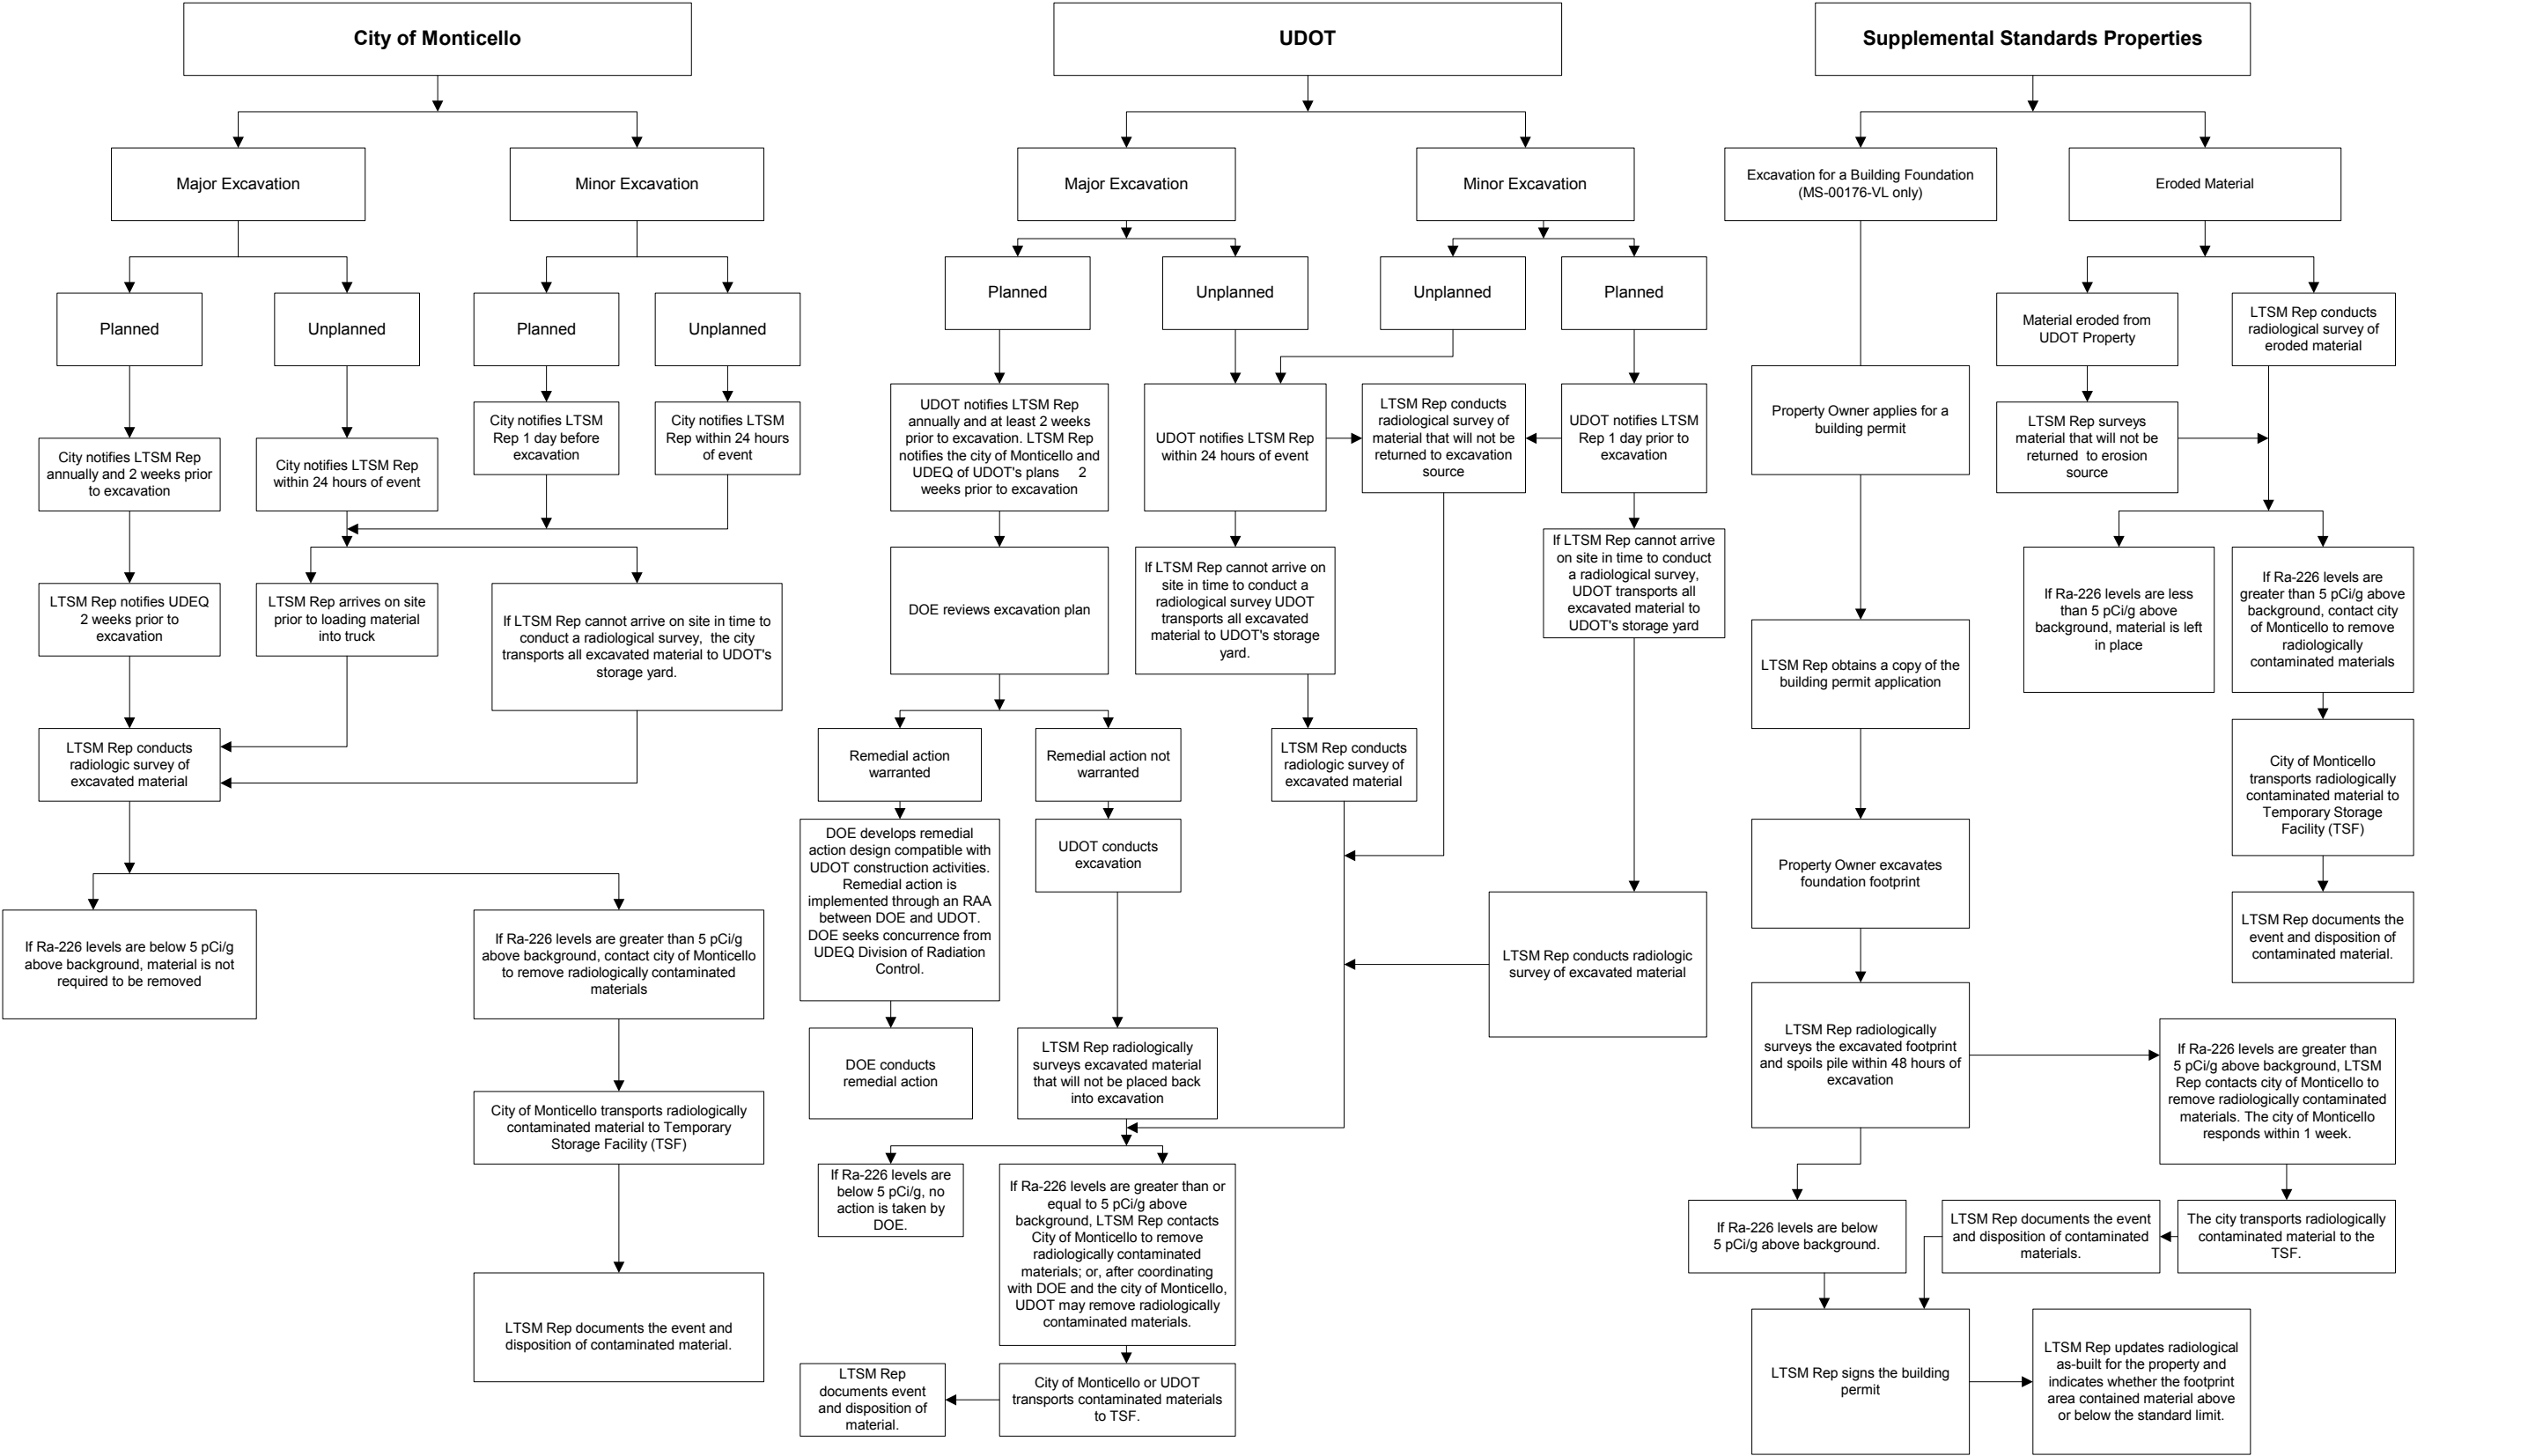 City of Monticello
Major Excavation
Minor Excavation
Planned
Unplanned
Planned
Unplanned
City notifies LTSM Rep
annually and 2 weeks prior
to excavation
City notifies LTSM Rep
within 24 hours of event
City notifies LTSM
Rep 1 day before
excavation
City notifies LTSM
Rep within 24 hours
of event
LTSM Rep notifies UDEQ
2 weeks prior to
excavation
LTSM Rep arrives on site
prior to loading material
into truck
If LTSM Rep cannot arrive on site in time to
conduct a radiological survey, the city
transports all excavated material to UDOT's
storage yard.
LTSM Rep conducts
radiologic survey of
excavated material
If Ra-226 levels are below 5 pCi/g
above background, material is not
required to be removed
If Ra-226 levels are greater than 5 pCi/g
above background, contact city of Monticello
to remove radiologically contaminated
materials
City of Monticello transports radiologically
contaminated material to Temporary
Storage Facility (TSF)
LTSM Rep documents the event and
disposition of contaminated material.
UDOT
Major Excavation
Minor Excavation
Planned
Unplanned
Unplanned
Planned
UDOT notifies LTSM Rep
annually and at least 2 weeks
prior to excavation. LTSM Rep
notifies the city of Monticello and
UDEQ of UDOT's plans 2
weeks prior to excavation
UDOT notifies LTSM Rep
within 24 hours of event
LTSM Rep conducts
radiological survey of
material that will not be
returned to excavation
source
UDOT notifies LTSM
Rep 1 day prior to
excavation
DOE reviews excavation plan
If LTSM Rep cannot arrive on
site in time to conduct a
radiological survey UDOT
transports all excavated
material to UDOT's storage
yard.
If LTSM Rep cannot arrive
on site in time to conduct
a radiological survey,
UDOT transports all
excavated material to
UDOT's storage yard
Remedial action
warranted
Remedial action not
warranted
LTSM Rep conducts
radiologic survey of
excavated material
DOE develops remedial
action design compatible with
UDOT construction activities.
Remedial action is
implemented through an RAA
between DOE and UDOT.
DOE seeks concurrence from
UDEQ Division of Radiation
Control.
UDOT conducts
excavation
LTSM Rep conducts radiologic
survey of excavated material
DOE conducts
remedial action
LTSM Rep radiologically
surveys excavated material
that will not be placed back
into excavation
If Ra-226 levels are
below 5 pCi/g, no
action is taken by
DOE.
If Ra-226 levels are greater than or
equal to 5 pCi/g above
background, LTSM Rep contacts
City of Monticello to remove
radiologically contaminated
materials; or, after coordinating
with DOE and the city of Monticello,
UDOT may remove radiologically
contaminated materials.
LTSM Rep
documents event
and disposition of
material.
City of Monticello or UDOT
transports contaminated materials
to TSF.
Supplemental Standards Properties
Excavation for a Building Foundation
(MS-00176-VL only)
Eroded Material
Material eroded from
UDOT Property
LTSM Rep conducts
radiological survey of
eroded material
Property Owner applies for a
building permit
LTSM Rep surveys
material that will not be
returned to erosion
source
If Ra-226 levels are less
than 5 pCi/g above
background, material is left
in place
If Ra-226 levels are
greater than 5 pCi/g above
background, contact city
of Monticello to remove
radiologically
contaminated materials
LTSM Rep obtains a copy of the
building permit application
City of Monticello
transports radiologically
contaminated material to
Temporary Storage
Facility (TSF)
Property Owner excavates
foundation footprint
LTSM Rep documents the
event and disposition of
contaminated material.
LTSM Rep radiologically
surveys the excavated footprint
and spoils pile within 48 hours of
excavation
If Ra-226 levels are greater than
5 pCi/g above background, LTSM
Rep contacts city of Monticello to
remove radiologically contaminated
materials. The city of Monticello
responds within 1 week.
If Ra-226 levels are below
5 pCi/g above background.
LTSM Rep documents the event
and disposition of contaminated
materials.
The city transports radiologically
contaminated material to the
TSF.
LTSM Rep signs the building
permit
LTSM Rep updates radiological
as-built for the property and
indicates whether the footprint
area contained material above
or below the standard limit.